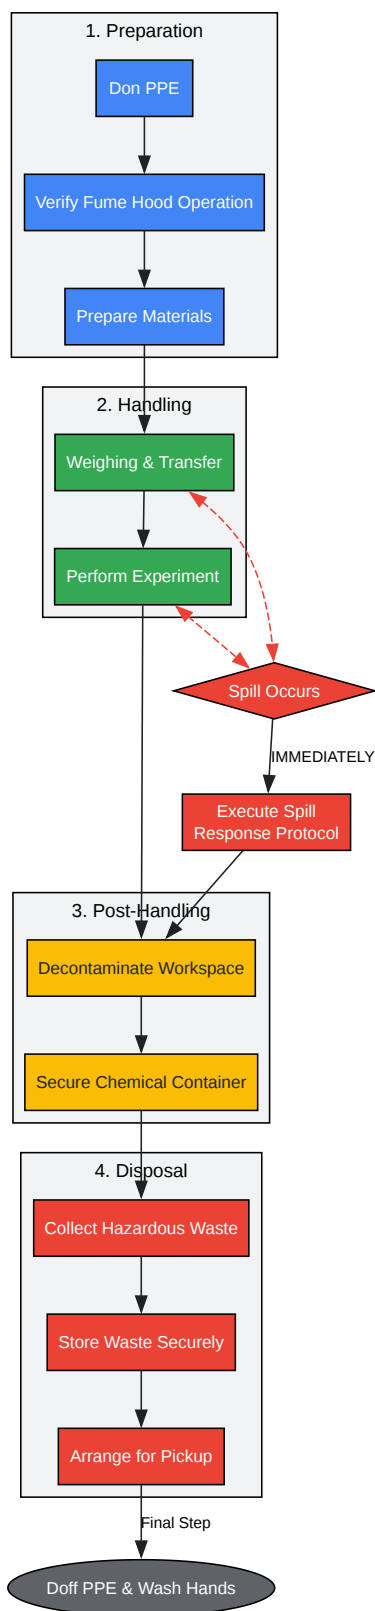 1. Preparation
Don PPE
Verify Fume Hood Operation
Prepare Materials
2. Handling
Weighing & Transfer
Perform Experiment
Spill Occurs
IMMEDIATELY
Execute Spill
Response Protocol
3. Post-Handling
Decontaminate Workspace
Secure Chemical Container
4. Disposal
Collect Hazardous Waste
Store Waste Securely
Arrange for Pickup
Final Step
Doff PPE & Wash Hands